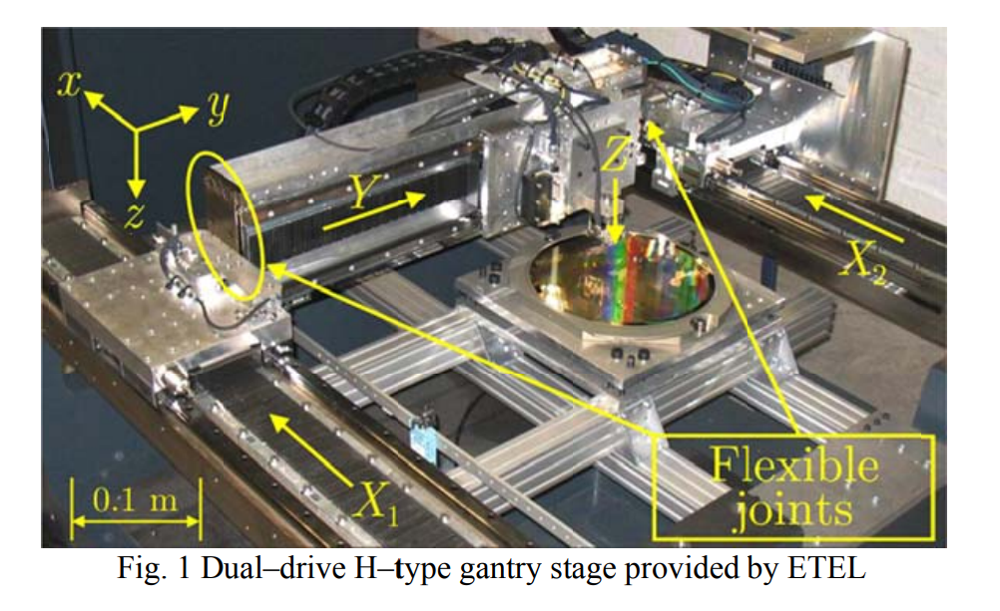 x
y
z
Y
Z
X₂
X₁
0.1 m
Flexible
joints
Fig. 1 Dual–drive H–type gantry stage provided by ETEL